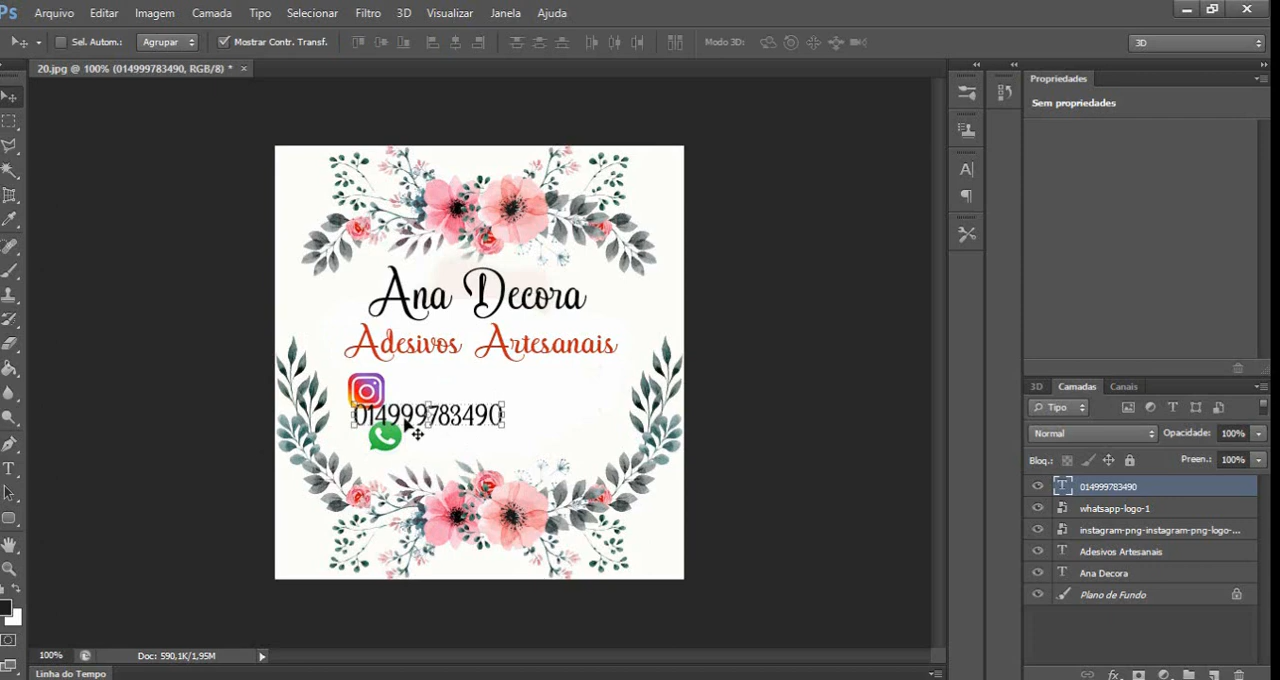 Ps Arquivo Editar Imagem Camada Tipo Selecionar Filtro 3D Visualizar Janela Ajuda
Sel. Autom.: Agrupar Mostrar Contr. Transf. Modo 3D: 3D
20.jpg @ 100% (014999783490, RGB/8) * ×
Propriedades
Sem propriedades
Ana Decora
Adesivos Artesanais
014999783490
3D Camadas Canais
Tipo
Normal Opacidade: 100%
Bloq.: Preen.: 100%
014999783490
whatsapp-logo-1
instagram-png-instagram-png-logo-...
Adesivos Artesanais
Ana Decora
Plano de Fundo
100% Doc: 590,1K/1,95M
Linha do Tempo